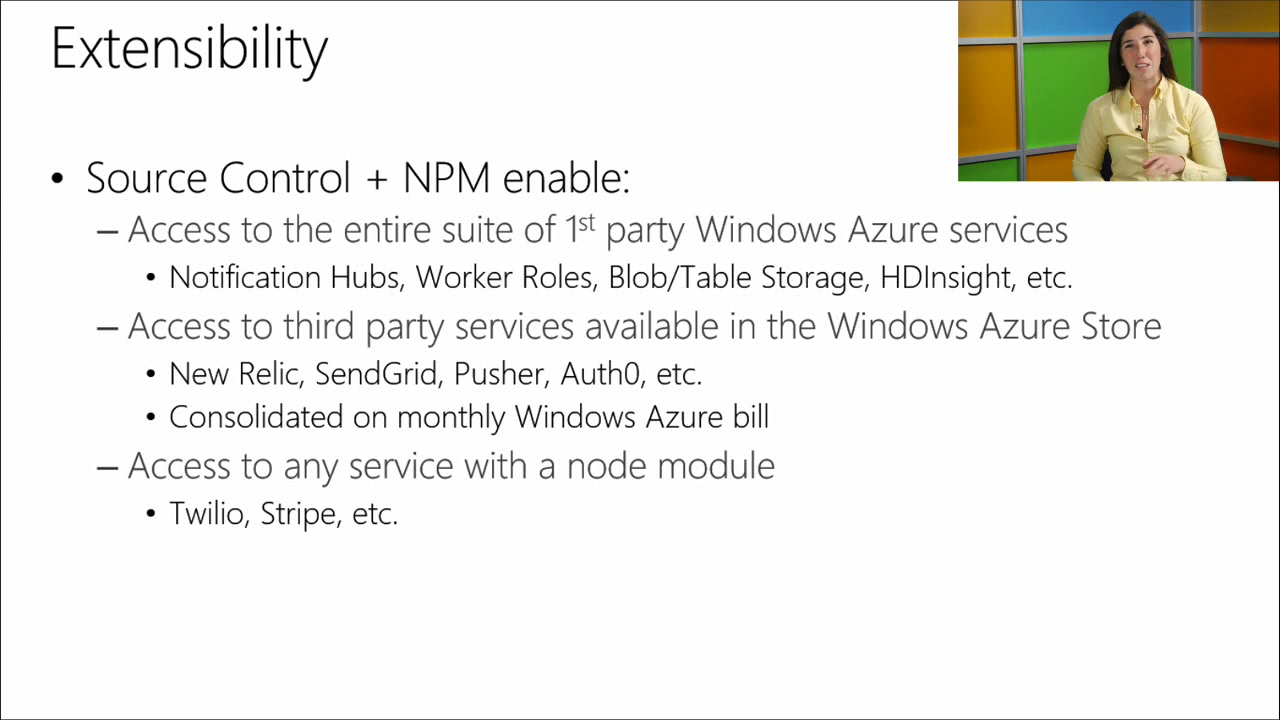 Extensibility
• Source Control + NPM enable:
– Access to the entire suite of 1st party Windows Azure services
• Notification Hubs, Worker Roles, Blob/Table Storage, HDInsight, etc.
– Access to third party services available in the Windows Azure Store
• New Relic, SendGrid, Pusher, Auth0, etc.
• Consolidated on monthly Windows Azure bill
– Access to any service with a node module
• Twilio, Stripe, etc.